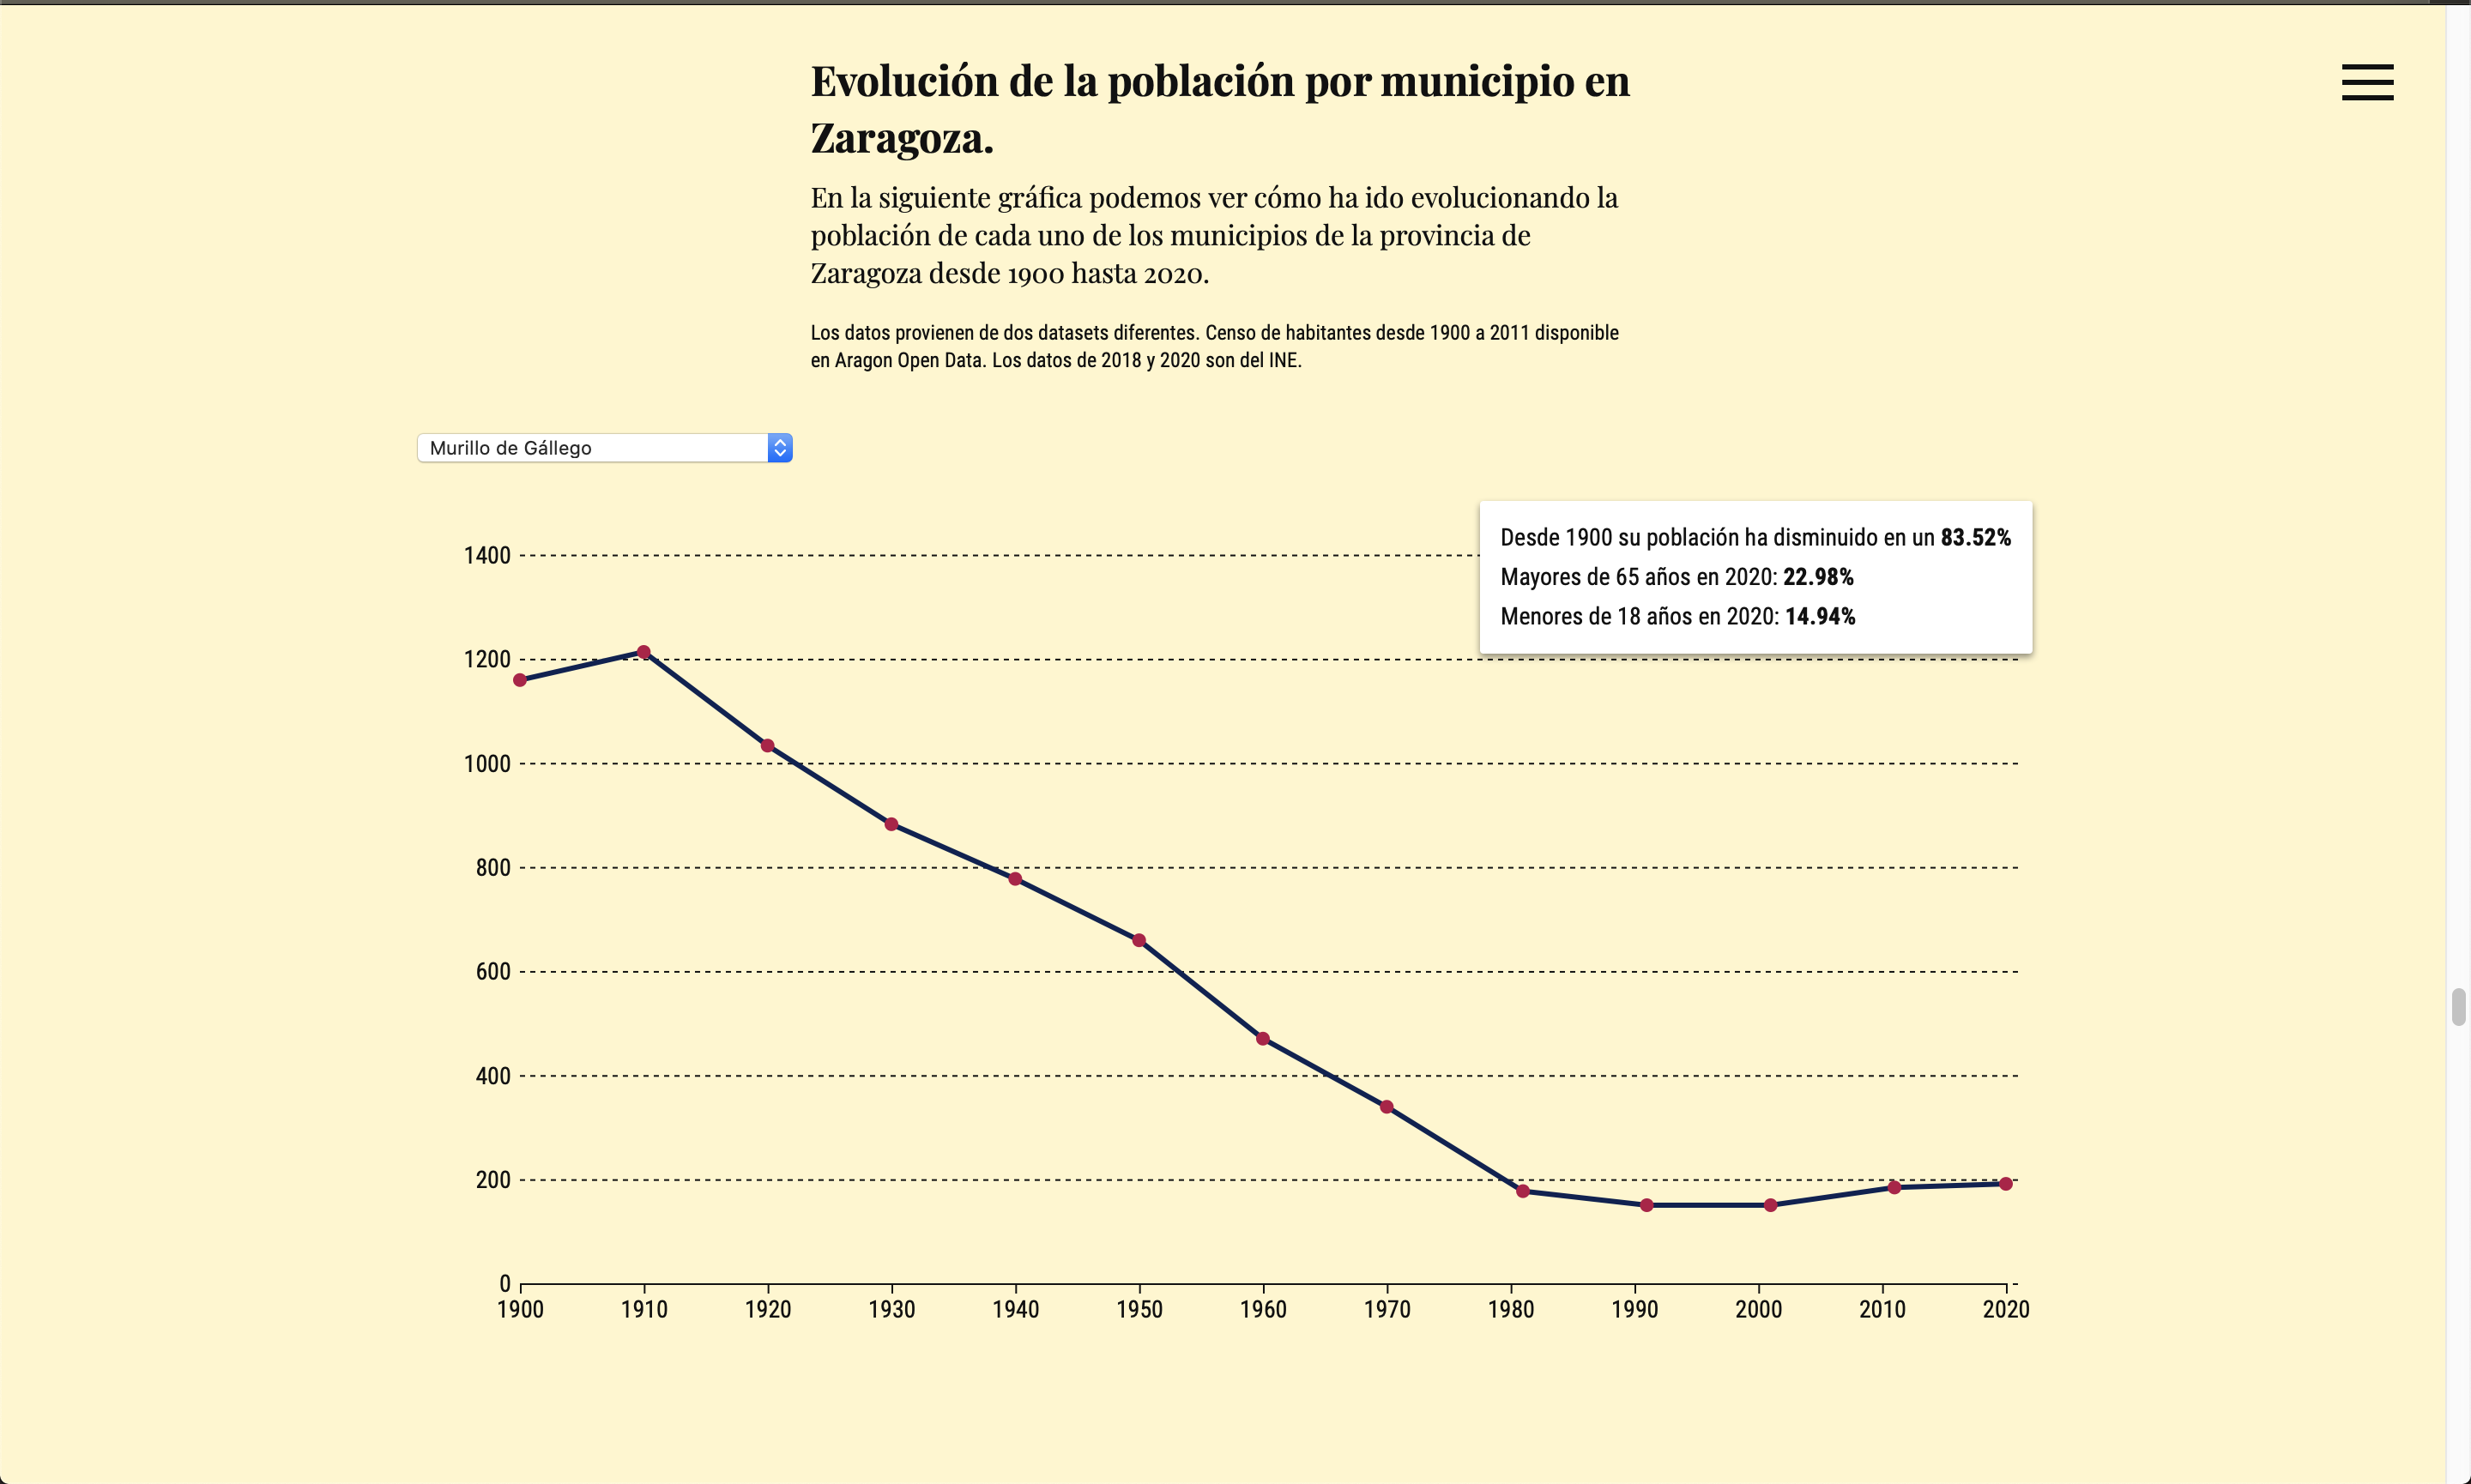 Evolución de la población por municipio en
Zaragoza.
En la siguiente gráfica podemos ver cómo ha ido evolucionando la
población de cada uno de los municipios de la provincia de
Zaragoza desde 1900 hasta 2020.
Los datos provienen de dos datasets diferentes. Censo de habitantes desde 1900 a 2011 disponible
en Aragon Open Data. Los datos de 2018 y 2020 son del INE.
Murillo de Gállego
Desde 1900 su población ha disminuido en un 83.52%
Mayores de 65 años en 2020: 22.98%
Menores de 18 años en 2020: 14.94%
1400
1200
1000
800
600
400
200
0
1900 1910 1920 1930 1940 1950 1960 1970 1980 1990 2000 2010 2020